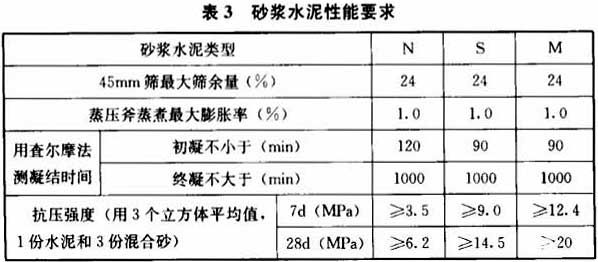 表 3 砂浆水泥性能要求
砂浆水泥类型 N S M
45mm 筛最大筛余量（%） 24 24 24
蒸压斧蒸煮最大膨胀率（%） 1.0 1.0 1.0
用查尔摩法
测凝结时间
初凝不小于（min） 120 90 90
终凝不大于（min） 1000 1000 1000
抗压强度（用 3 个立方体平均值，
1 份水泥和 3 份混合砂）
7d（MPa） ≥3.5 ≥9.0 ≥12.4
28d（MPa） ≥6.2 ≥14.5 ≥20